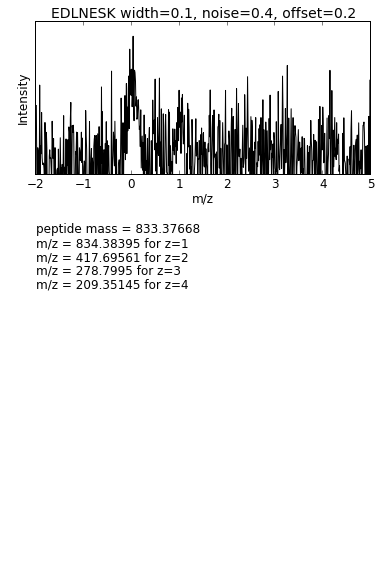 EDLNESK width=0.1, noise=0.4, offset=0.2
Intensity
−2 −1 0 1 2 3 4 5
m/z
peptide mass = 833.37668
m/z = 834.38395 for z=1
m/z = 417.69561 for z=2
m/z = 278.7995 for z=3
m/z = 209.35145 for z=4